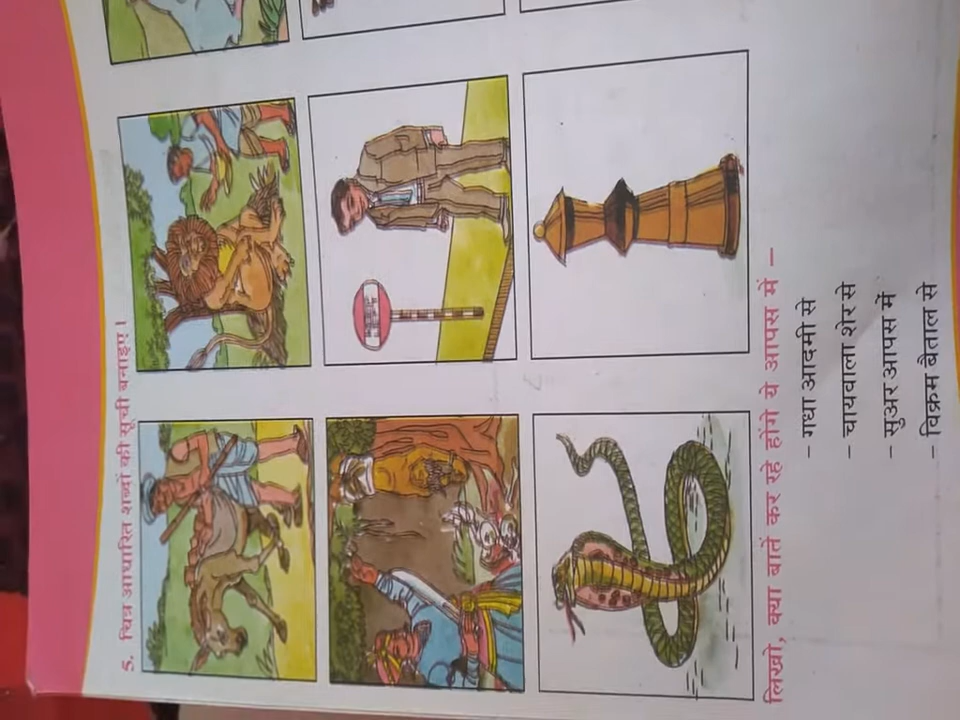 5. चित्र आधारित शब्दों की सूची बनाइए।
लिखो, क्या बातें कर रहे होंगे ये आपस में –
– गधा आदमी से
– चायवाला शेर से
– सुअर आपस में
– विक्रम बैताल से